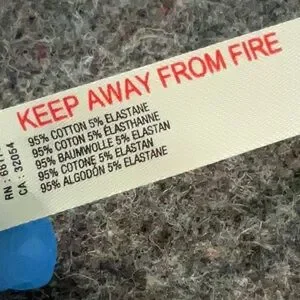 KEEP AWAY FROM FIRE
95% COTTON 5% ELASTANE
95% COTON 5% ÉLASTHANNE
95% BAUMWOLLE 5% ELASTAN
95% COTONE 5% ELASTAN
95% ALGODÓN 5% ELASTANE
RN :
CA : 32054